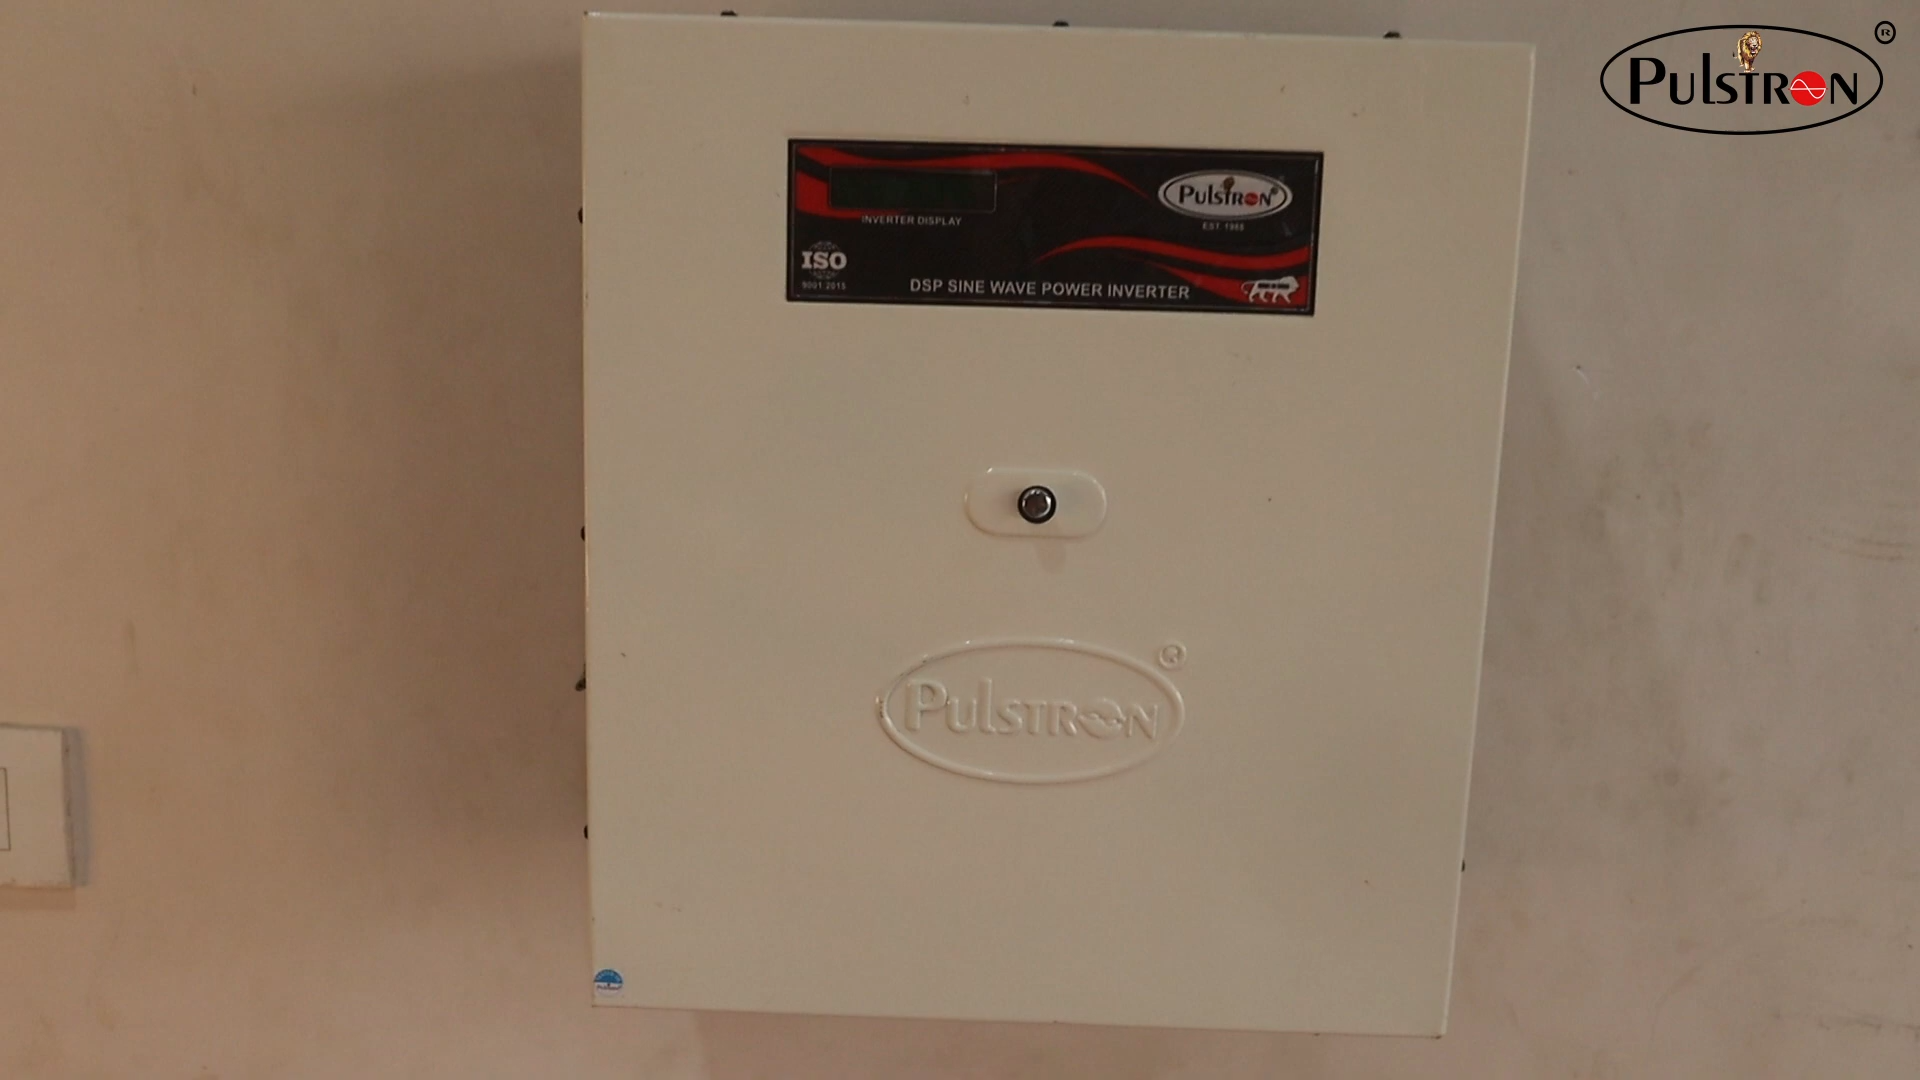 PULSTRON ®
PULSTRON
INVERTER DISPLAY
EST. 1988
ISO
9001:2015
DSP SINE WAVE POWER INVERTER
PULSTRON ®